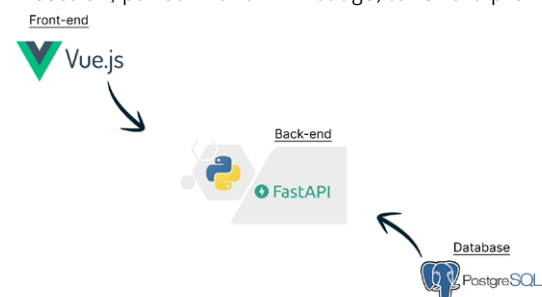 Front-end
Vue.js
Back-end
FastAPI
Database
PostgreSQL